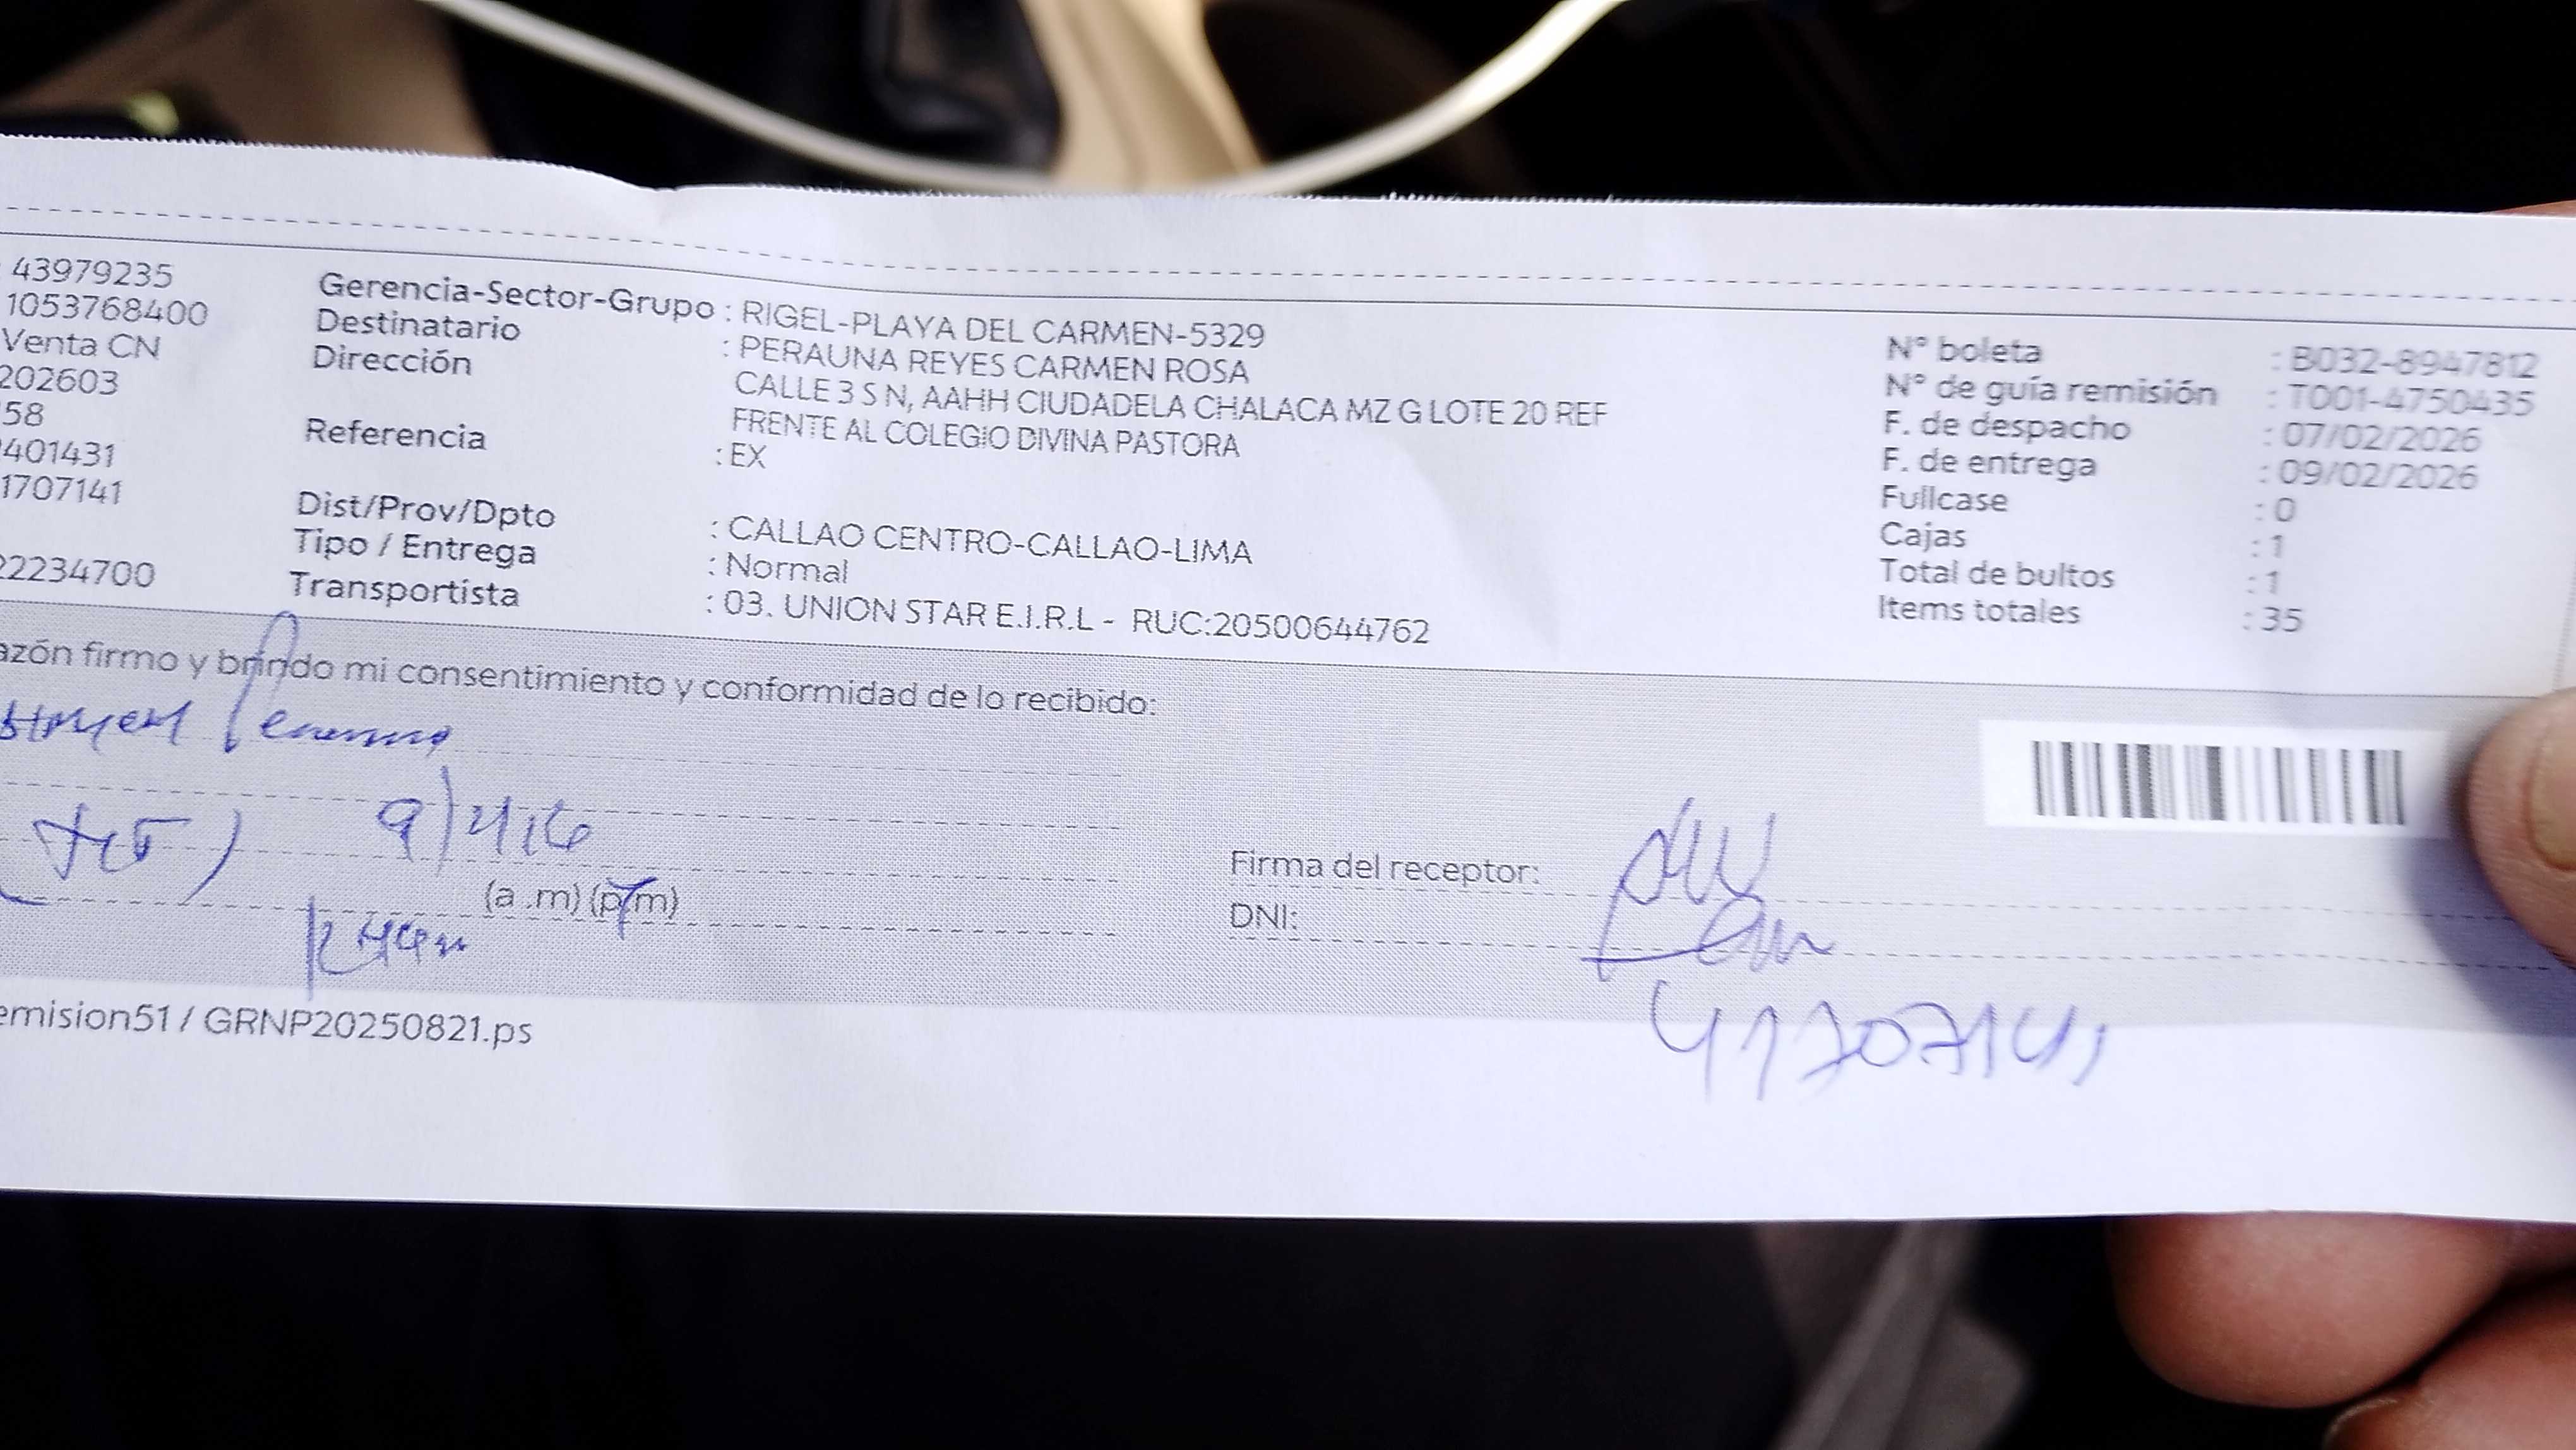 : 43979235
1053768400
Venta CN
202603
58
401431
1707141
22234700
Gerencia-Sector-Grupo : RIGEL-PLAYA DEL CARMEN-5329
Destinatario : PERAUNA REYES CARMEN ROSA
Dirección CALLE 3 S N, AAHH CIUDADELA CHALACA MZ G LOTE 20 REF
FRENTE AL COLEGIO DIVINA PASTORA
Referencia : EX
Dist/Prov/Dpto : CALLAO CENTRO-CALLAO-LIMA
Tipo / Entrega : Normal
Transportista : 03. UNION STAR E.I.R.L - RUC:20500644762
N° boleta : B032-8947812
N° de guía remisión : T001-4750435
F. de despacho : 07/02/2026
F. de entrega : 09/02/2026
Fullcase : 0
Cajas : 1
Total de bultos : 1
Items totales : 35
azón firmo y brindo mi consentimiento y conformidad de lo recibido:
(a .m) (p.m)
Firma del receptor:
DNI:
41707141
emision51 / GRNP20250821.ps